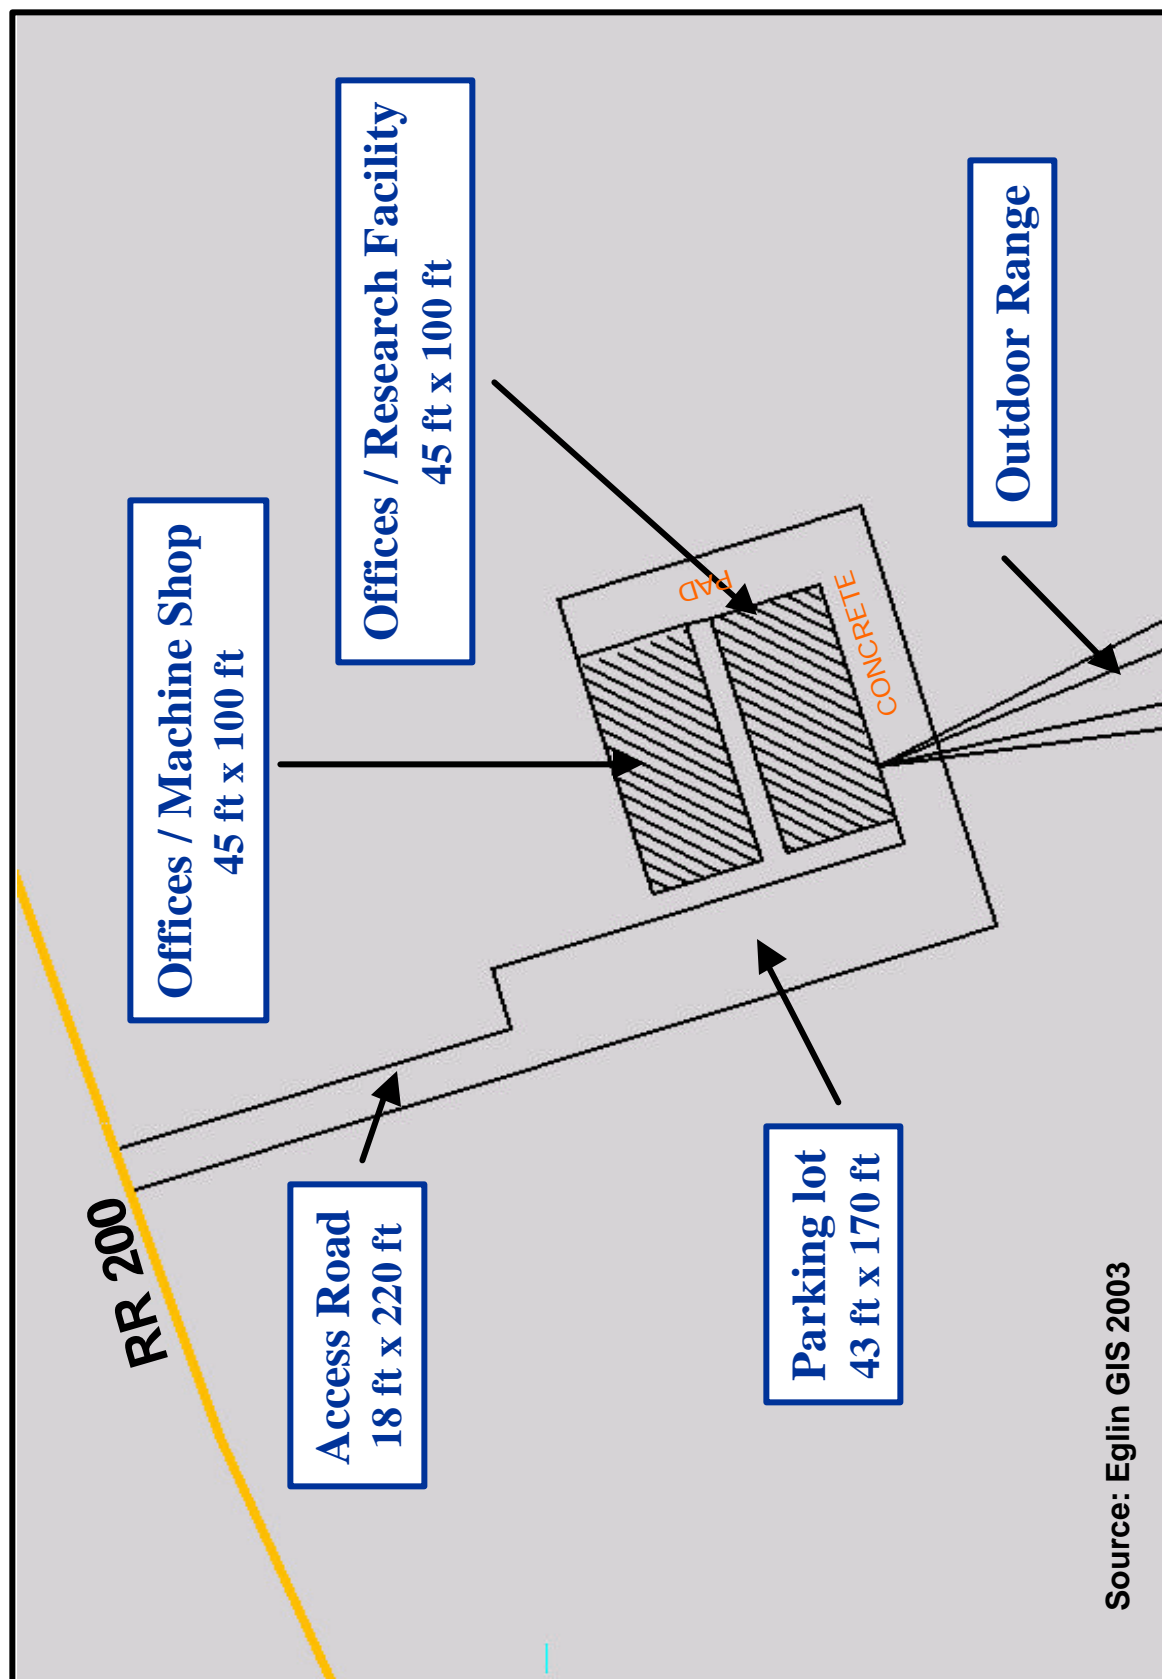 RR 200
Offices / Machine Shop
45 ft x 100 ft
Offices / Research Facility
45 ft x 100 ft
Access Road
18 ft x 220 ft
PAD
CONCRETE
Parking lot
43 ft x 170 ft
Outdoor Range
Source: Eglin GIS 2003